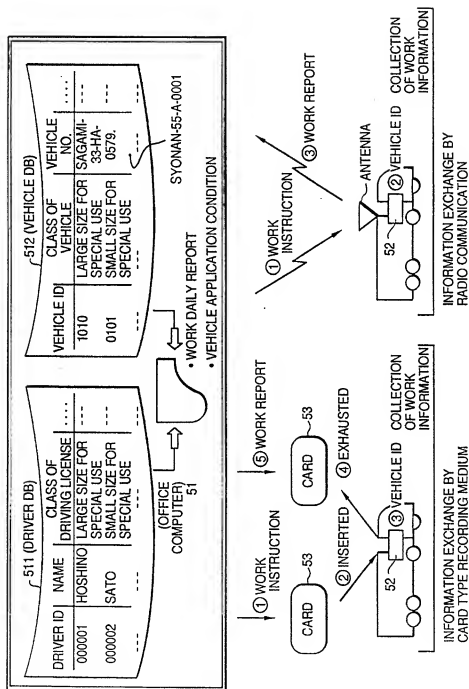 511 (DRIVER DB)
DRIVER ID NAME CLASS OF DRIVING LICENSE ....
000001 HOSHINO LARGE SIZE FOR SPECIAL USE ---
000002 SATO SMALL SIZE FOR SPECIAL USE ---
--- --- ---
512 (VEHICLE DB)
VEHICLE ID CLASS OF VEHICLE VEHICLE NO. ....
1010 LARGE SIZE FOR SPECIAL USE SAGAMI-33-HA-0579. ---
0101 SMALL SIZE FOR SPECIAL USE
--- --- ---
SYONAN-55-A-0001
(OFFICE COMPUTER)
51
• WORK DAILY REPORT
• VEHICLE APPLICATION CONDITION
① WORK INSTRUCTION
⑤ WORK REPORT
CARD
53
CARD
53
② INSERTED
④ EXHAUSTED
52
③ VEHICLE ID
COLLECTION OF WORK INFORMATION
INFORMATION EXCHANGE BY
CARD TYPE RECORDING MEDIUM
① WORK INSTRUCTION
③ WORK REPORT
ANTENNA
52
② VEHICLE ID
COLLECTION OF WORK INFORMATION
INFORMATION EXCHANGE BY
RADIO COMMUNICATION